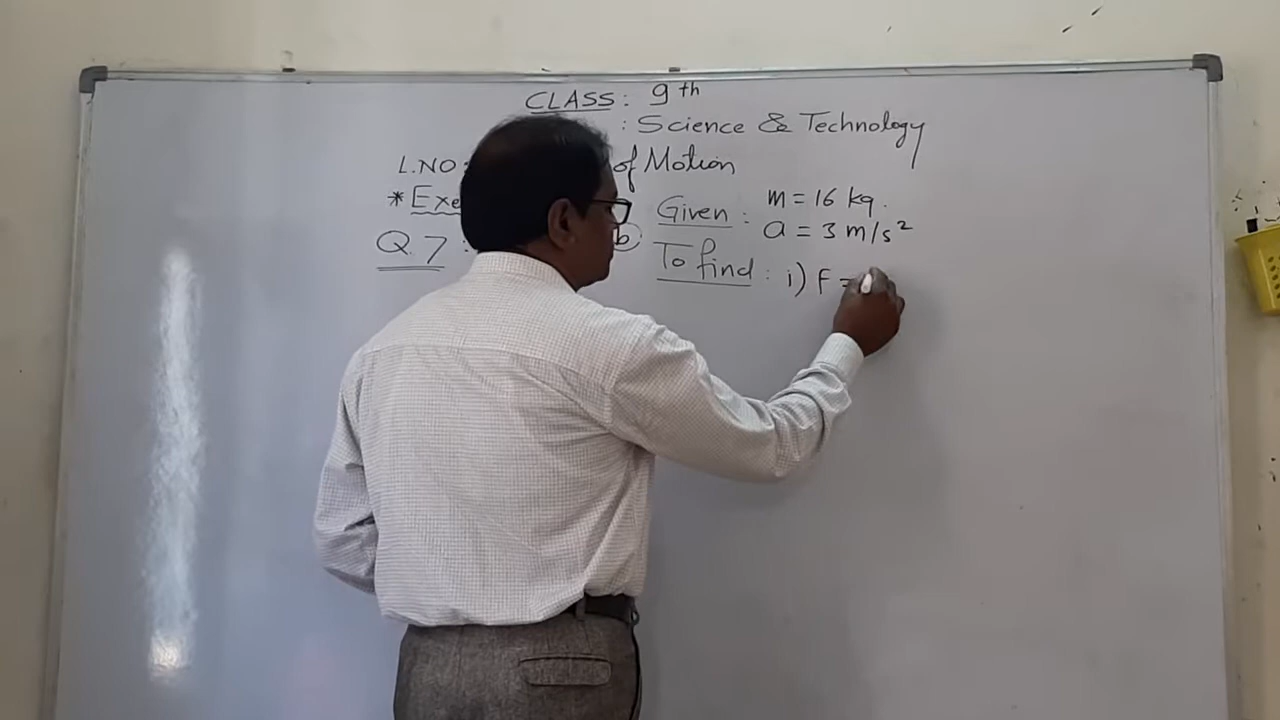 CLASS : 9th
: Science & Technology
L.NO : of Motion
* Exe
Q.7 : b
Given : m = 16 kg.
a = 3 m/s²
To find : i) F =